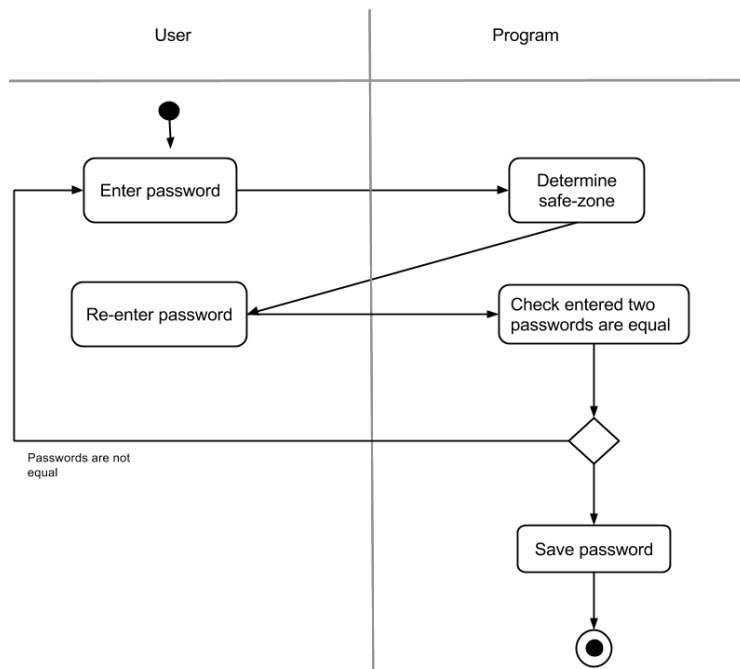 User
Program
Enter password
Determine
safe-zone
Re-enter password
Check entered two
passwords are equal
Passwords are not
equal
Save password